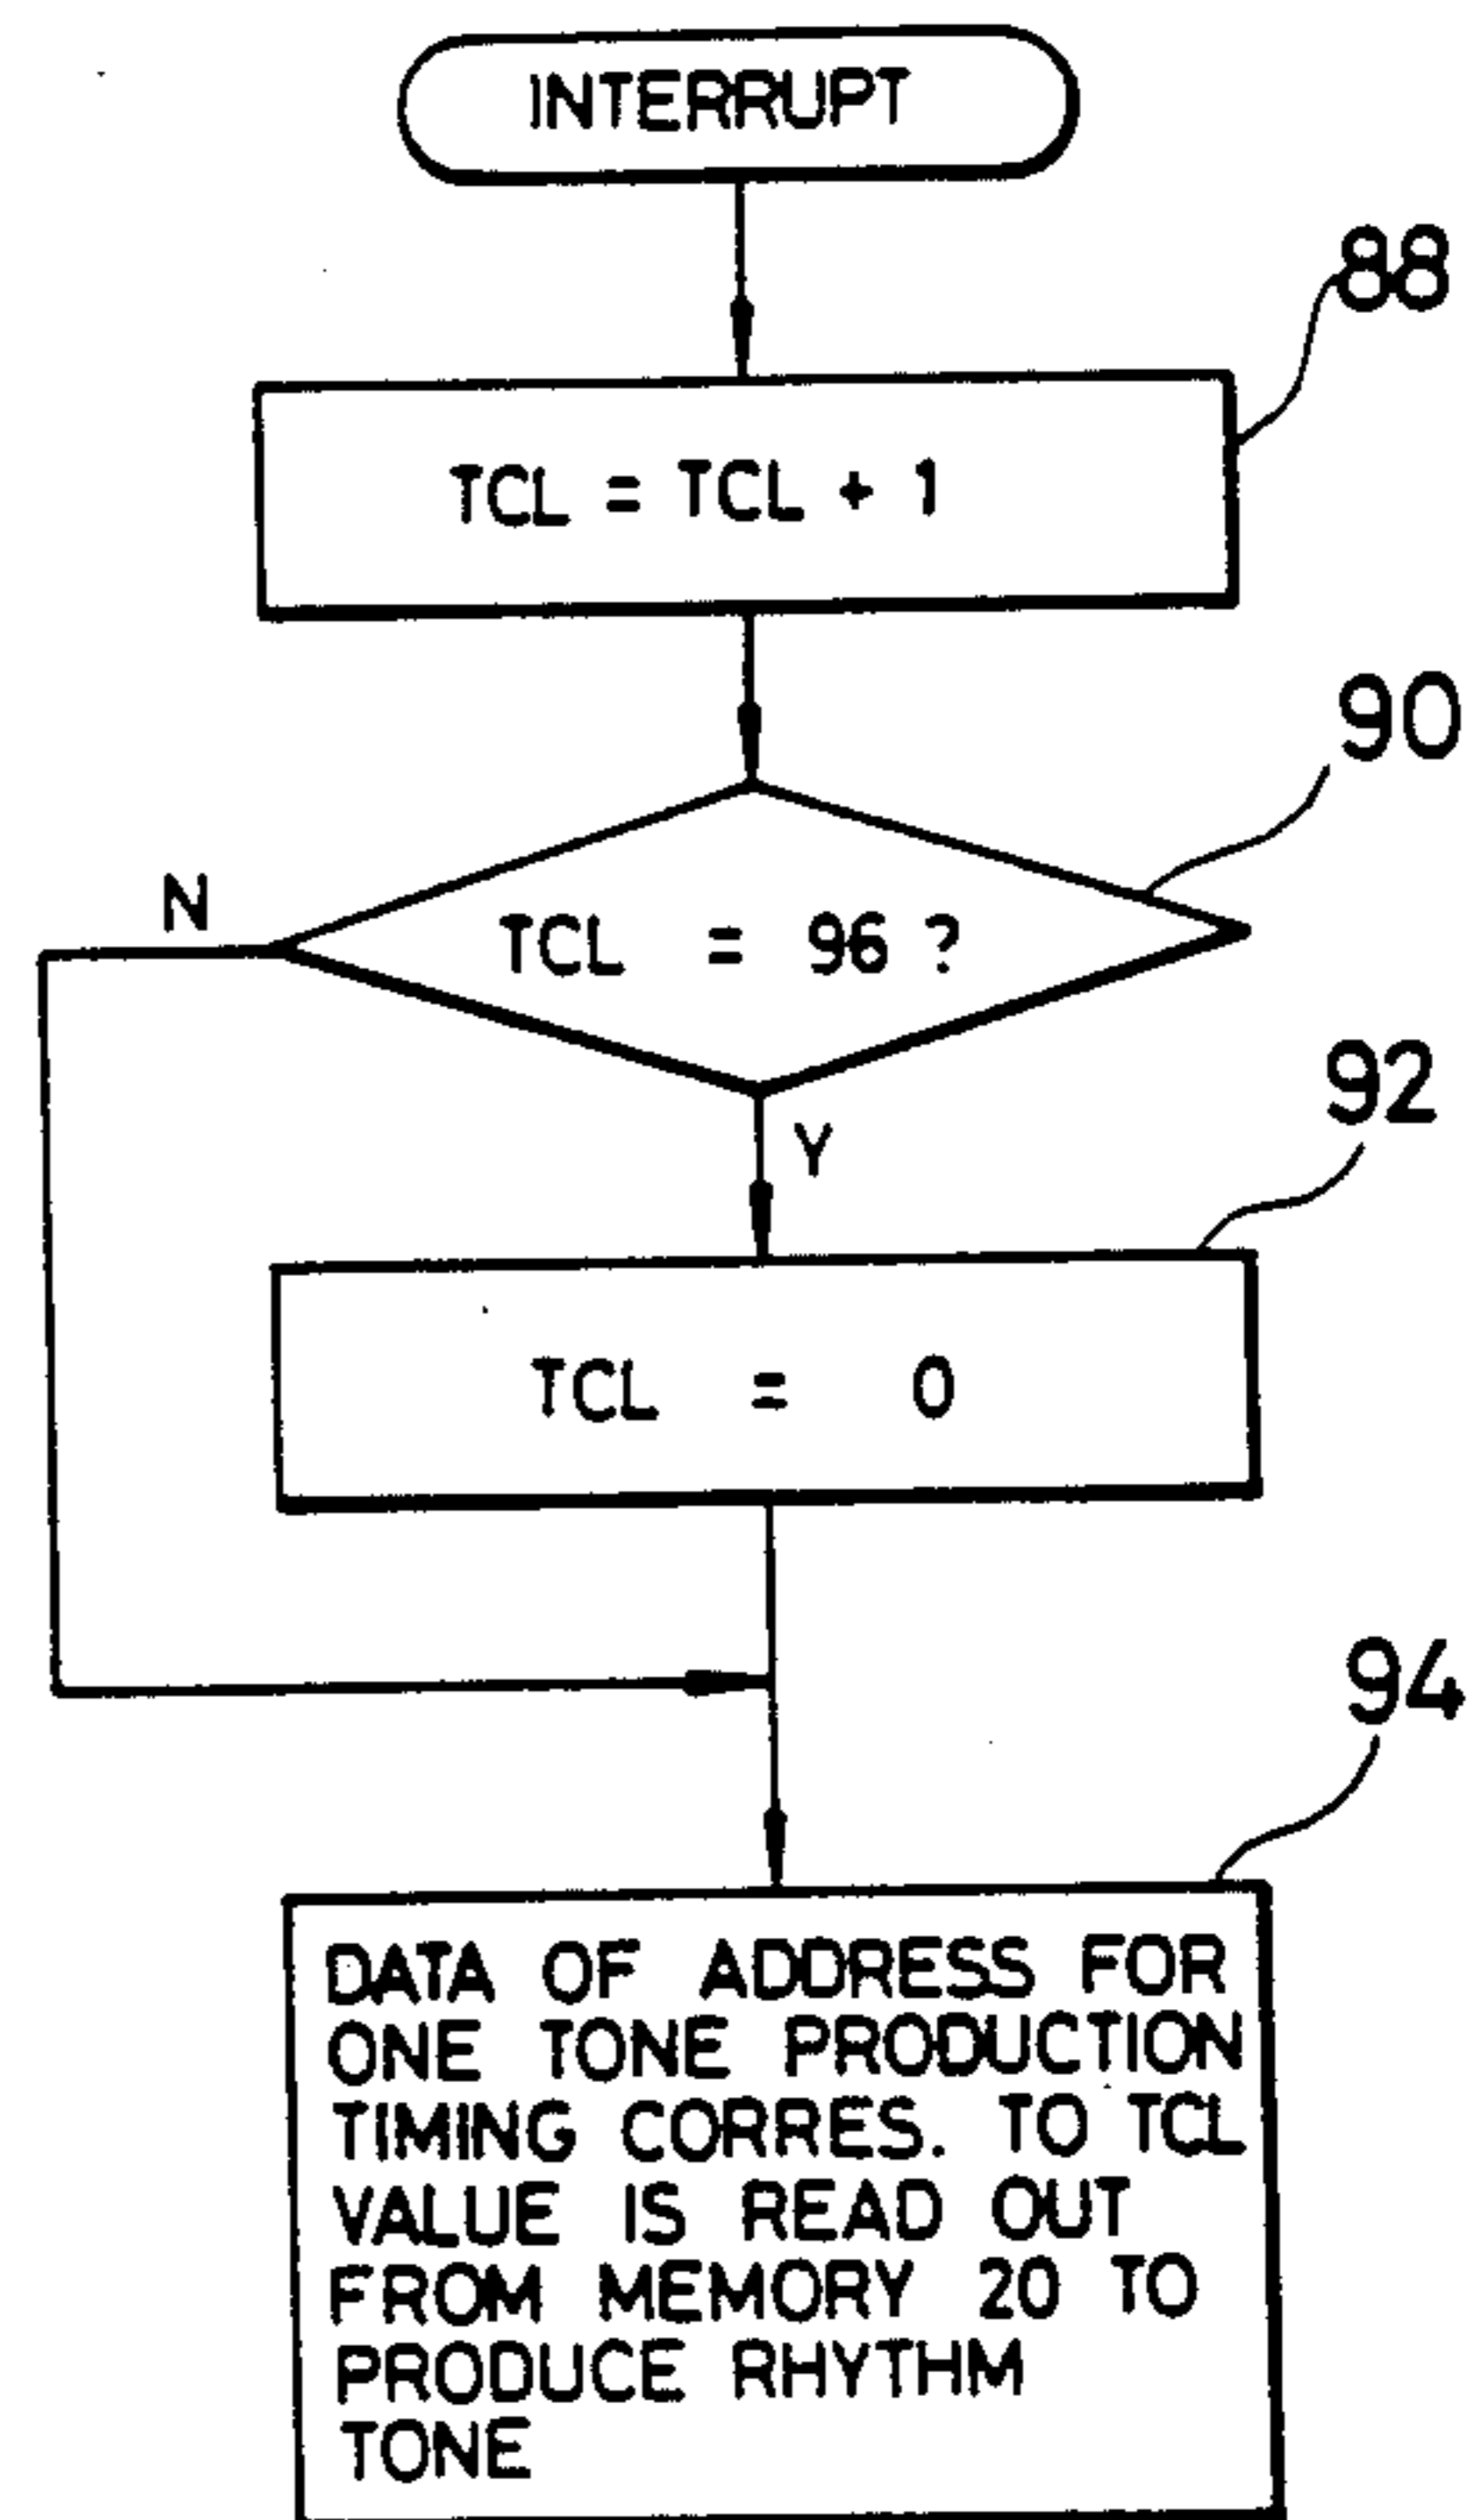 INTERRUPT
88
TCL = TCL + 1
90
N
TCL = 96 ?
92
Y
TCL = 0
94
DATA OF ADDRESS FOR
ONE TONE PRODUCTION
TIMING CORRES. TO TCL
VALUE IS READ OUT
FROM MEMORY 20 TO
PRODUCE RHYTHM
TONE